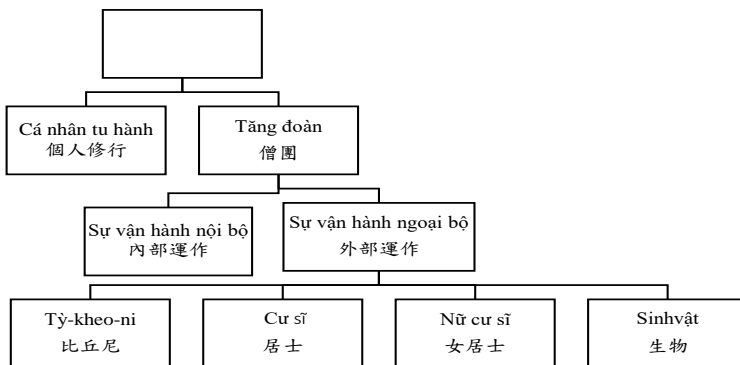 Cá nhân tu hành
個人修行
Tăng đoàn
僧團
Sự vận hành nội bộ
內部運作
Sự vận hành ngoại bộ
外部運作
Tỳ-kheo-ni
比丘尼
Cư sĩ
居士
Nữ cư sĩ
女居士
Sinhvật
生物